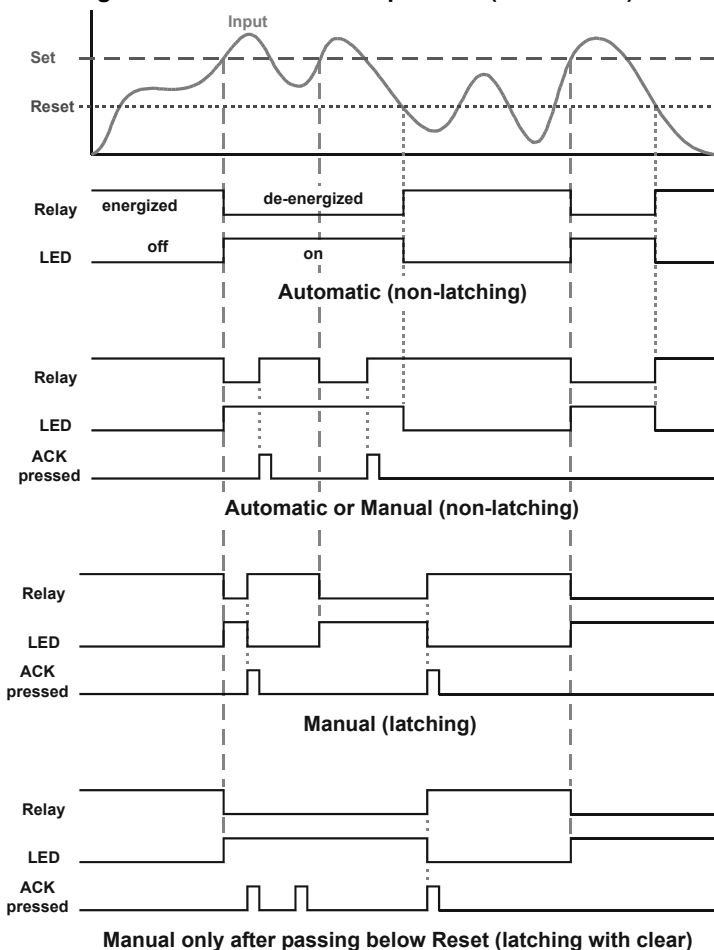 Input
Set
Reset
Relay energized de-energized
LED off on
Automatic (non-latching)
Relay
LED
ACK
pressed
Automatic or Manual (non-latching)
Relay
LED
ACK
pressed
Manual (latching)
Relay
LED
ACK
pressed
Manual only after passing below Reset (latching with clear)